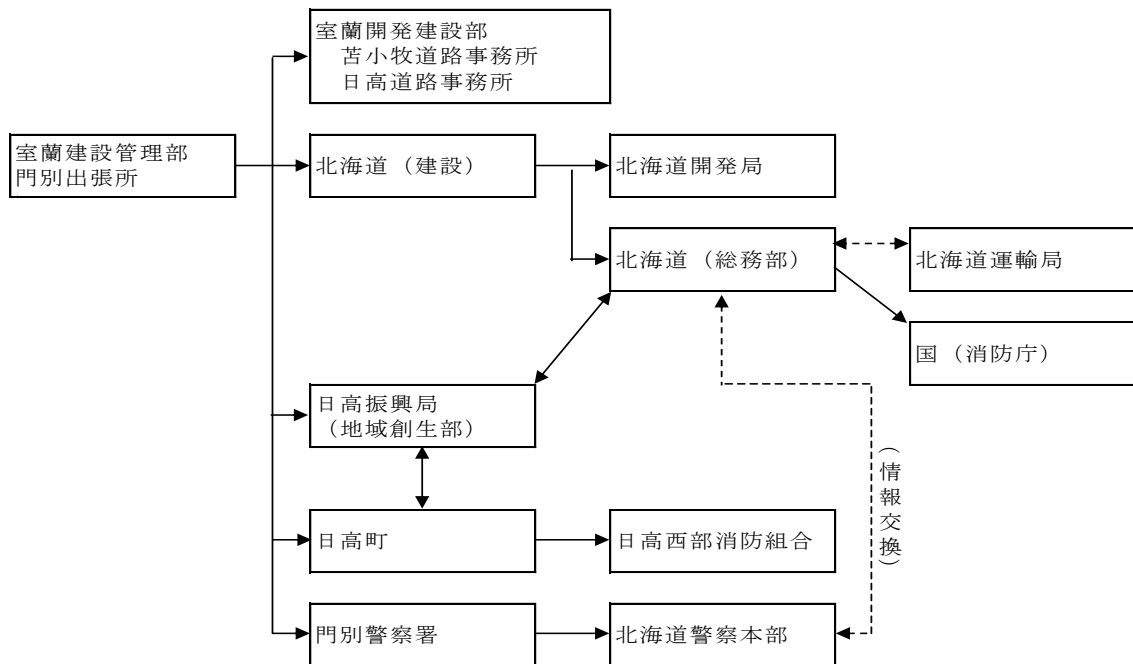 室蘭開発建設部
苫小牧道路事務所
日高道路事務所
室蘭建設管理部
門別出張所
北海道（建設）
北海道開発局
北海道（総務部）
北海道運輸局
国（消防庁）
日高振興局
（地域創生部）
（情報交換）
日高町
日高西部消防組合
門別警察署
北海道警察本部